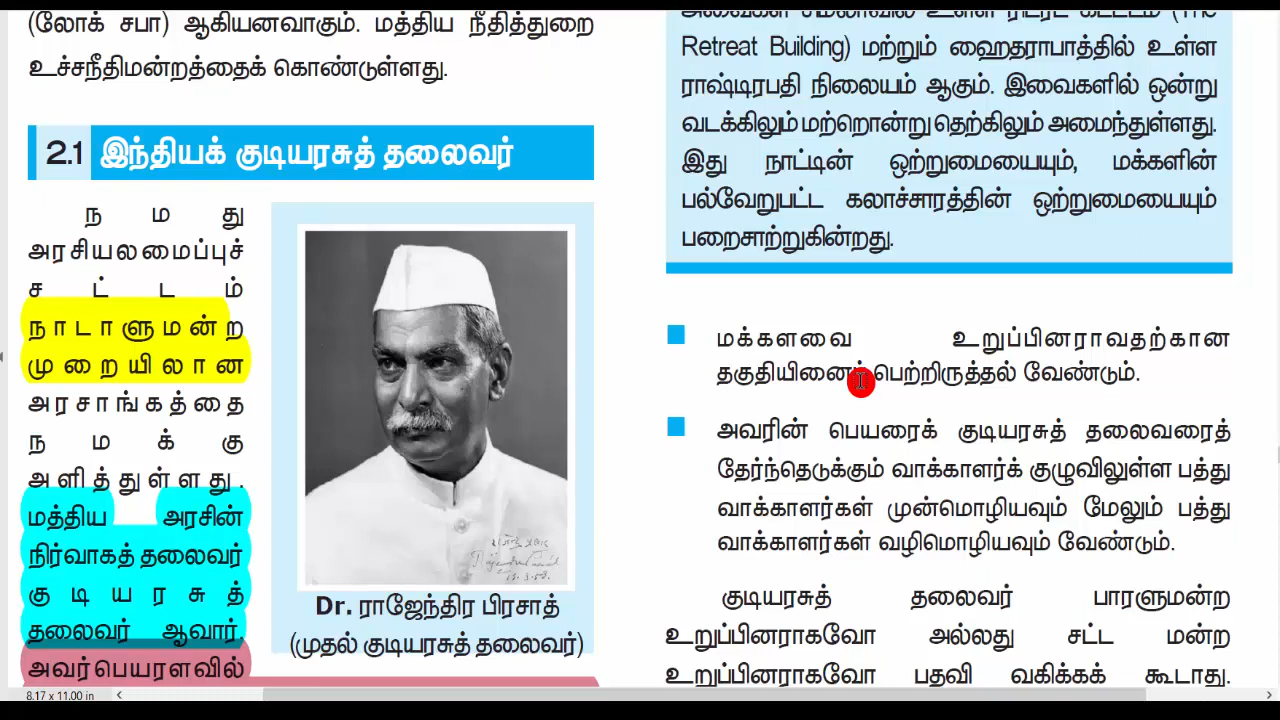 (லோக் சபா) ஆகியனவாகும். மத்திய நீதித்துறை
உச்சநீதிமன்றத்தைக் கொண்டுள்ளது.
2.1 இந்தியக் குடியரசுத் தலைவர்
நமது
அரசியலமைப்புச்
சட்டம்
நாடாளுமன்ற
முறையிலான
அரசாங்கத்தை
நமக்கு
அளித்துள்ளது.
மத்திய அரசின்
நிர்வாகத் தலைவர்
குடியரசுத்
தலைவர் ஆவார்.
அவர்பெயரளவில்
Dr. ராஜேந்திர பிரசாத்
(முதல் குடியரசுத் தலைவர்)
Retreat Building) மற்றும் ஹைதராபாத்தில் உள்ள
ராஷ்டிரபதி நிலையம் ஆகும். இவைகளில் ஒன்று
வடக்கிலும் மற்றொன்று தெற்கிலும் அமைந்துள்ளது.
இது நாட்டின் ஒற்றுமையையும், மக்களின்
பல்வேறுபட்ட கலாச்சாரத்தின் ஒற்றுமையையும்
பறைசாற்றுகின்றது.
மக்களவை உறுப்பினராவதற்கான
தகுதியினைப் பெற்றிருத்தல் வேண்டும்.
அவரின் பெயரைக் குடியரசுத் தலைவரைத்
தேர்ந்தெடுக்கும் வாக்காளர்க் குழுவிலுள்ள பத்து
வாக்காளர்கள் முன்மொழியவும் மேலும் பத்து
வாக்காளர்கள் வழிமொழியவும் வேண்டும்.
குடியரசுத் தலைவர் பாரளுமன்ற
உறுப்பினராகவோ அல்லது சட்ட மன்ற
உறுப்பினராகவோ பதவி வகிக்கக் கூடாது.
8.17 x 11.00 in